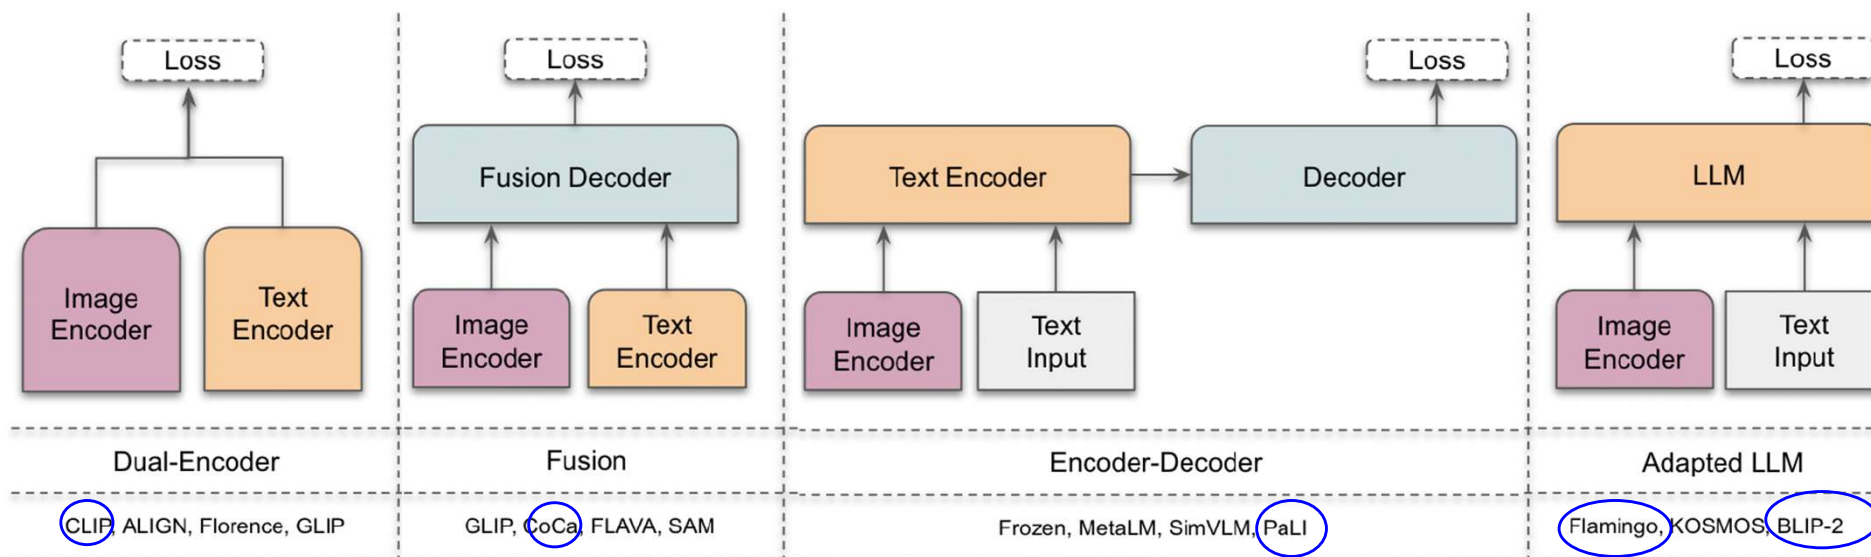 Loss
Image
Encoder
Text
Encoder
Dual-Encoder
CLIP, ALIGN, Florence, GLIP
Loss
Fusion Decoder
Image
Encoder
Text
Encoder
Fusion
GLIP, CoCa, FLAVA, SAM
Loss
Text Encoder
Decoder
Image
Encoder
Text
Input
Encoder-Decoder
Frozen, MetaLM, SimVLM, PaLI
Loss
LLM
Image
Encoder
Text
Input
Adapted LLM
Flamingo, KOSMOS, BLIP-2